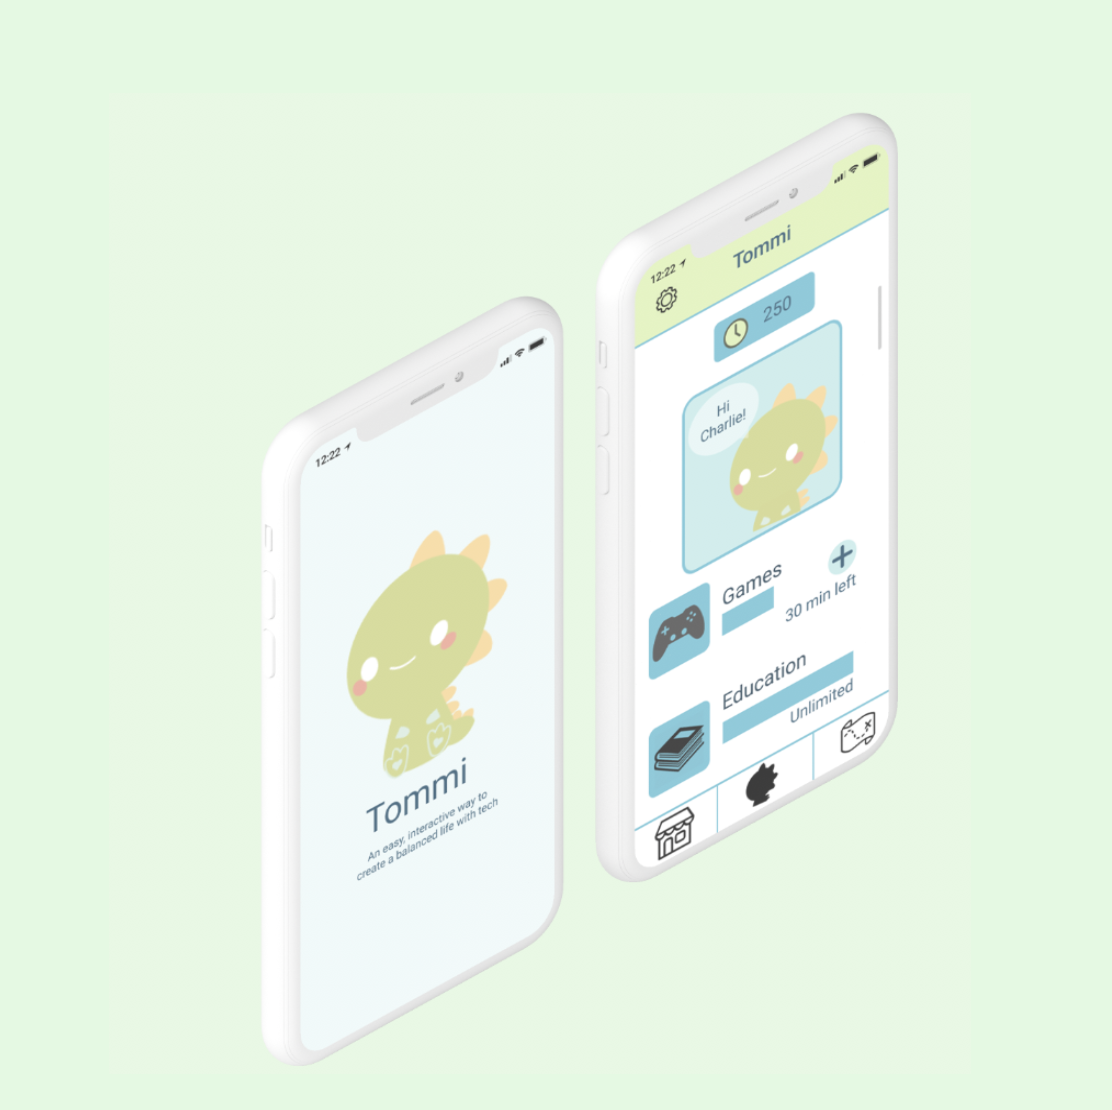 12:22
Tommi
An easy, interactive way to
create a balanced life with tech
12:22
Tommi
250
Hi
Charlie!
Games
30 min left
Education
Unlimited